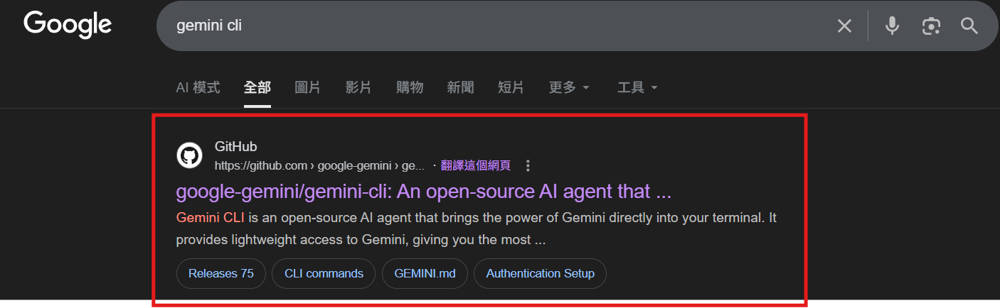 Google
gemini cli
AI 模式 全部 圖片 影片 購物 新聞 短片 更多 工具
GitHub
https://github.com › google-gemini › ge... · 翻譯這個網頁
google-gemini/gemini-cli: An open-source AI agent that ...
Gemini CLI is an open-source AI agent that brings the power of Gemini directly into your terminal. It
provides lightweight access to Gemini, giving you the most ...
Releases 75 CLI commands GEMINI.md Authentication Setup